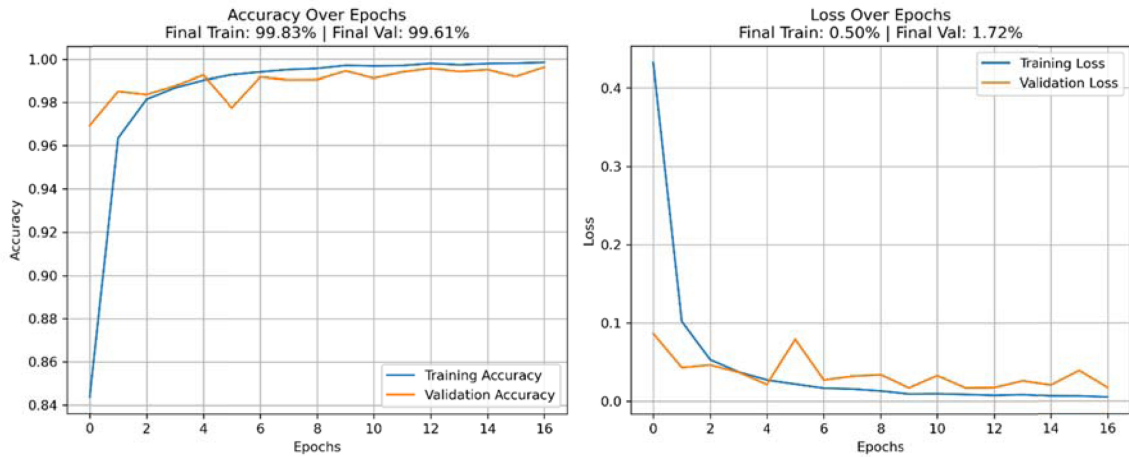 Accuracy Over Epochs
Final Train: 99.83% | Final Val: 99.61%
1.00
0.98
0.96
0.94
0.92
0.90
0.88
0.86
0.84
Accuracy
Training Accuracy
Validation Accuracy
0 2 4 6 8 10 12 14 16
Epochs
Loss Over Epochs
Final Train: 0.50% | Final Val: 1.72%
Training Loss
Validation Loss
0.4
0.3
0.2
0.1
0.0
Loss
0 2 4 6 8 10 12 14 16
Epochs